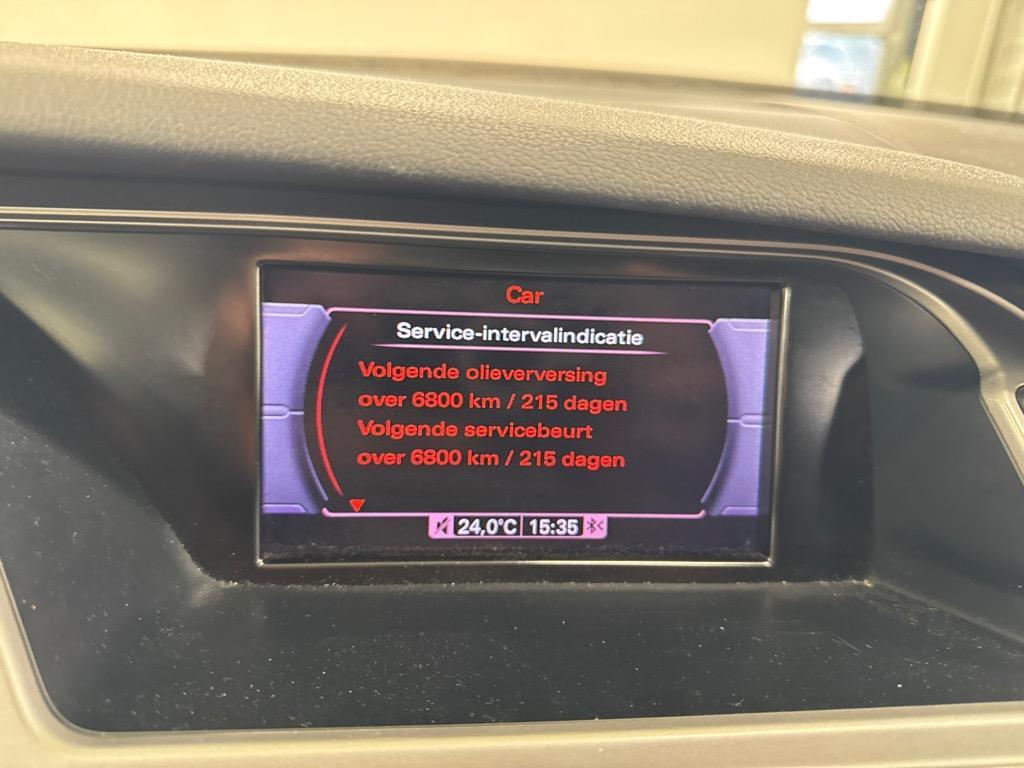 Car
Service-intervalindicatie
Volgende olieverversing
over 6800 km / 215 dagen
Volgende servicebeurt
over 6800 km / 215 dagen
24,0°C 15:35